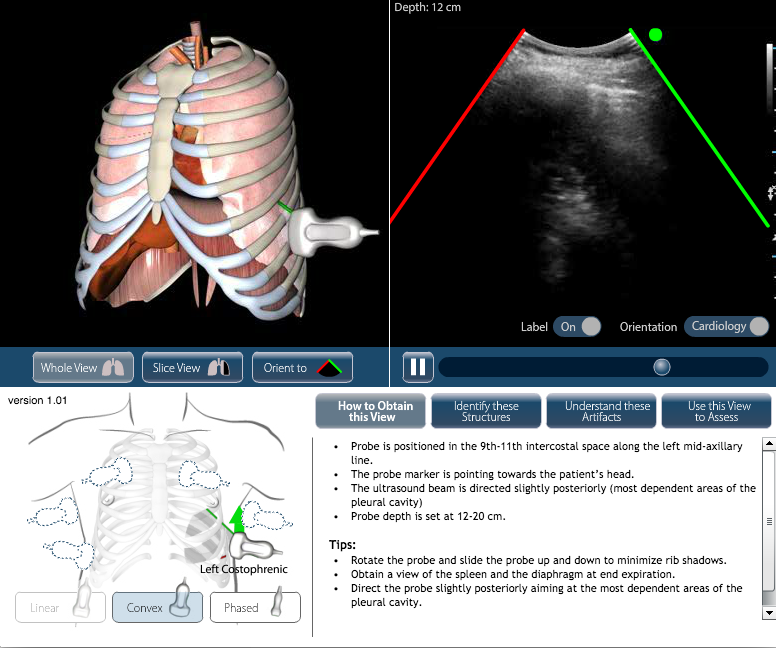 Depth: 12 cm
Label On Orientation Cardiology
Whole View Slice View Orient to
version 1.01
How to Obtain
this View
Identify these
Structures
Understand these
Artifacts
Use this View
to Assess
• Probe is positioned in the 9th-11th intercostal space along the left mid-axillary
line.
• The probe marker is pointing towards the patient's head.
• The ultrasound beam is directed slightly posteriorly (most dependent areas of the
pleural cavity)
• Probe depth is set at 12-20 cm.
Tips:
• Rotate the probe and slide the probe up and down to minimize rib shadows.
• Obtain a view of the spleen and the diaphragm at end expiration.
• Direct the probe slightly posteriorly aiming at the most dependent areas of the
pleural cavity.
Left Costophrenic
Linear Convex Phased